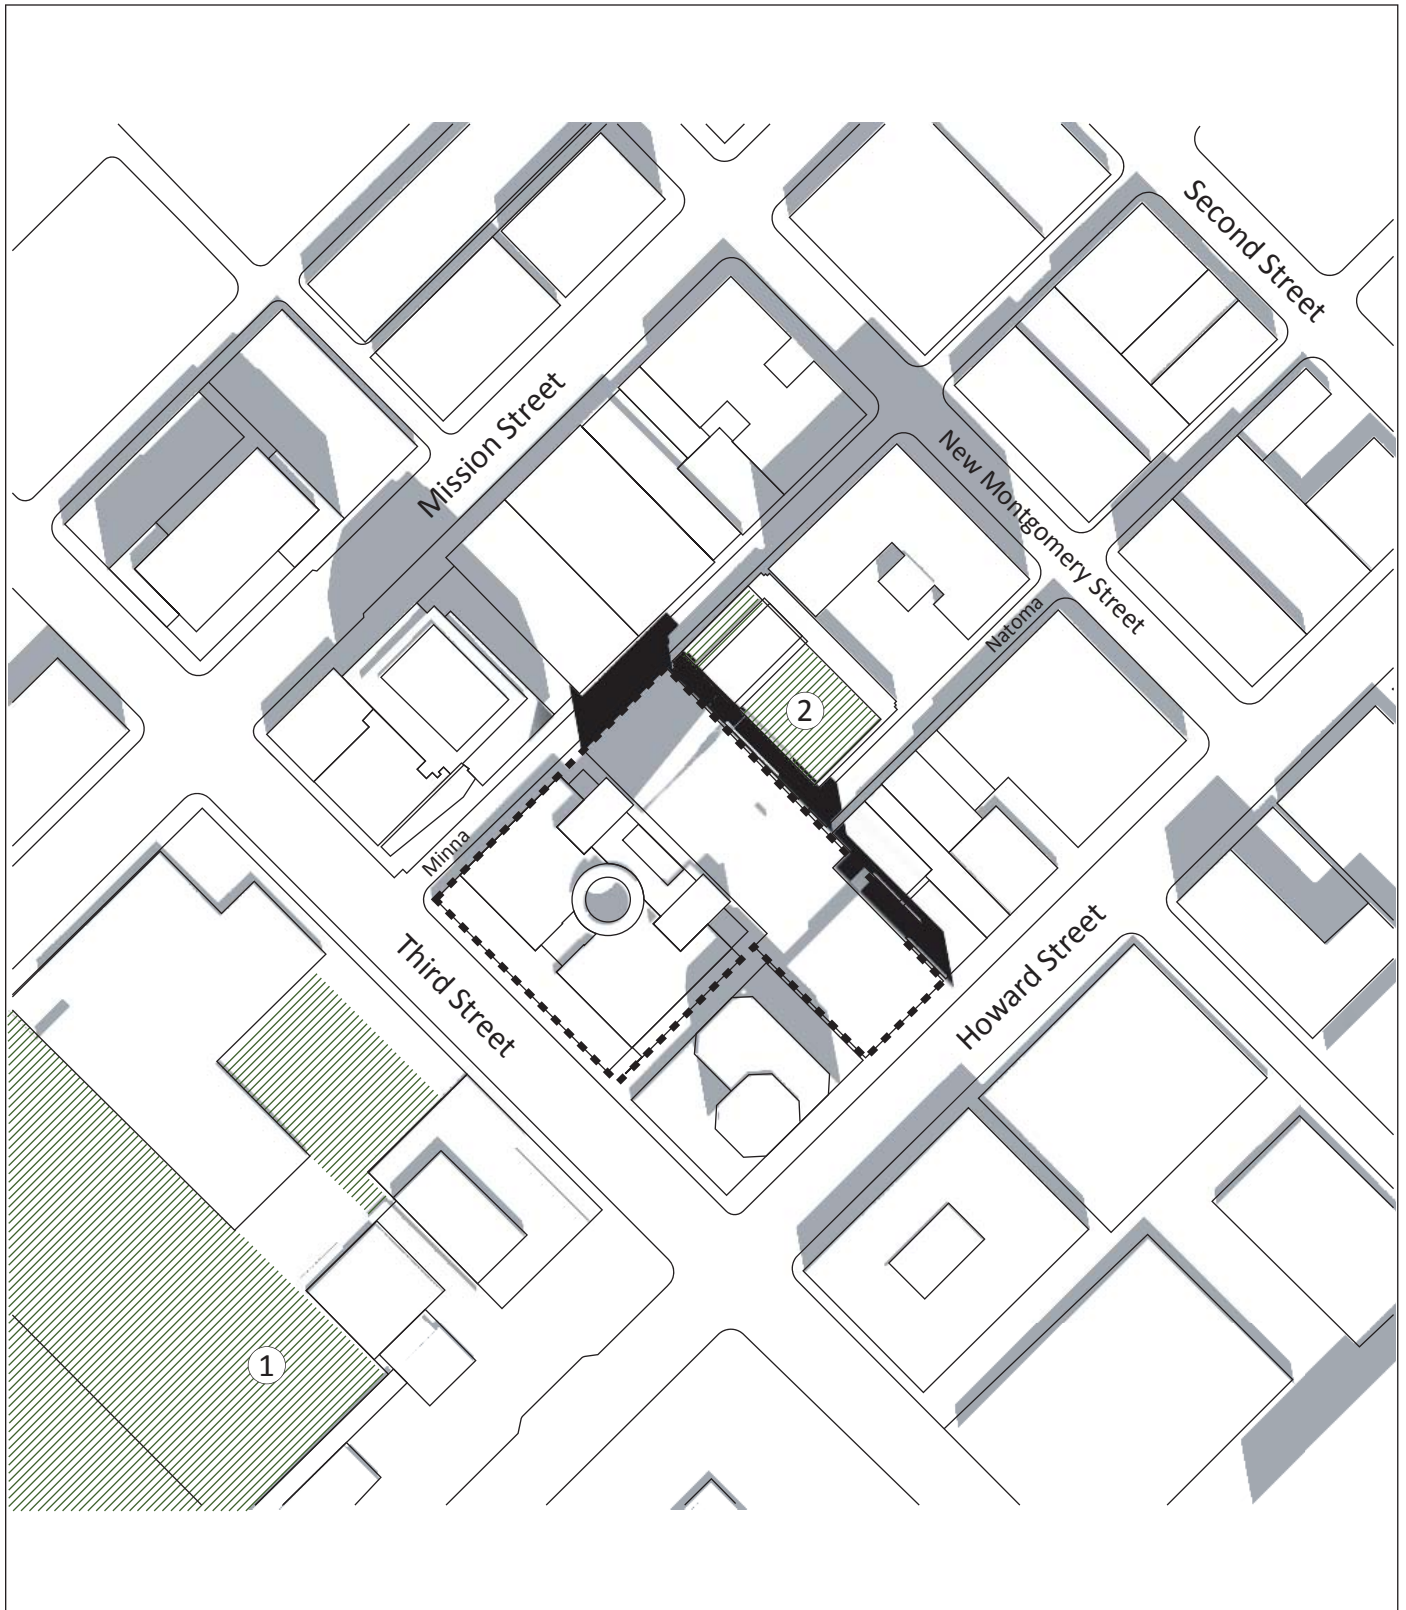 Second Street
Mission Street
New Montgomery Street
Natoma
2
Minna
Third Street
Howard Street
1